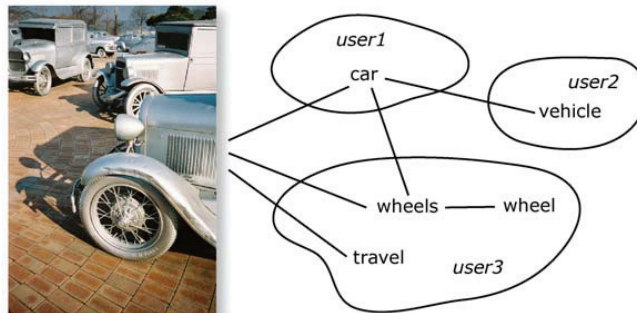 user1
car
user2
vehicle
wheels
wheel
travel
user3